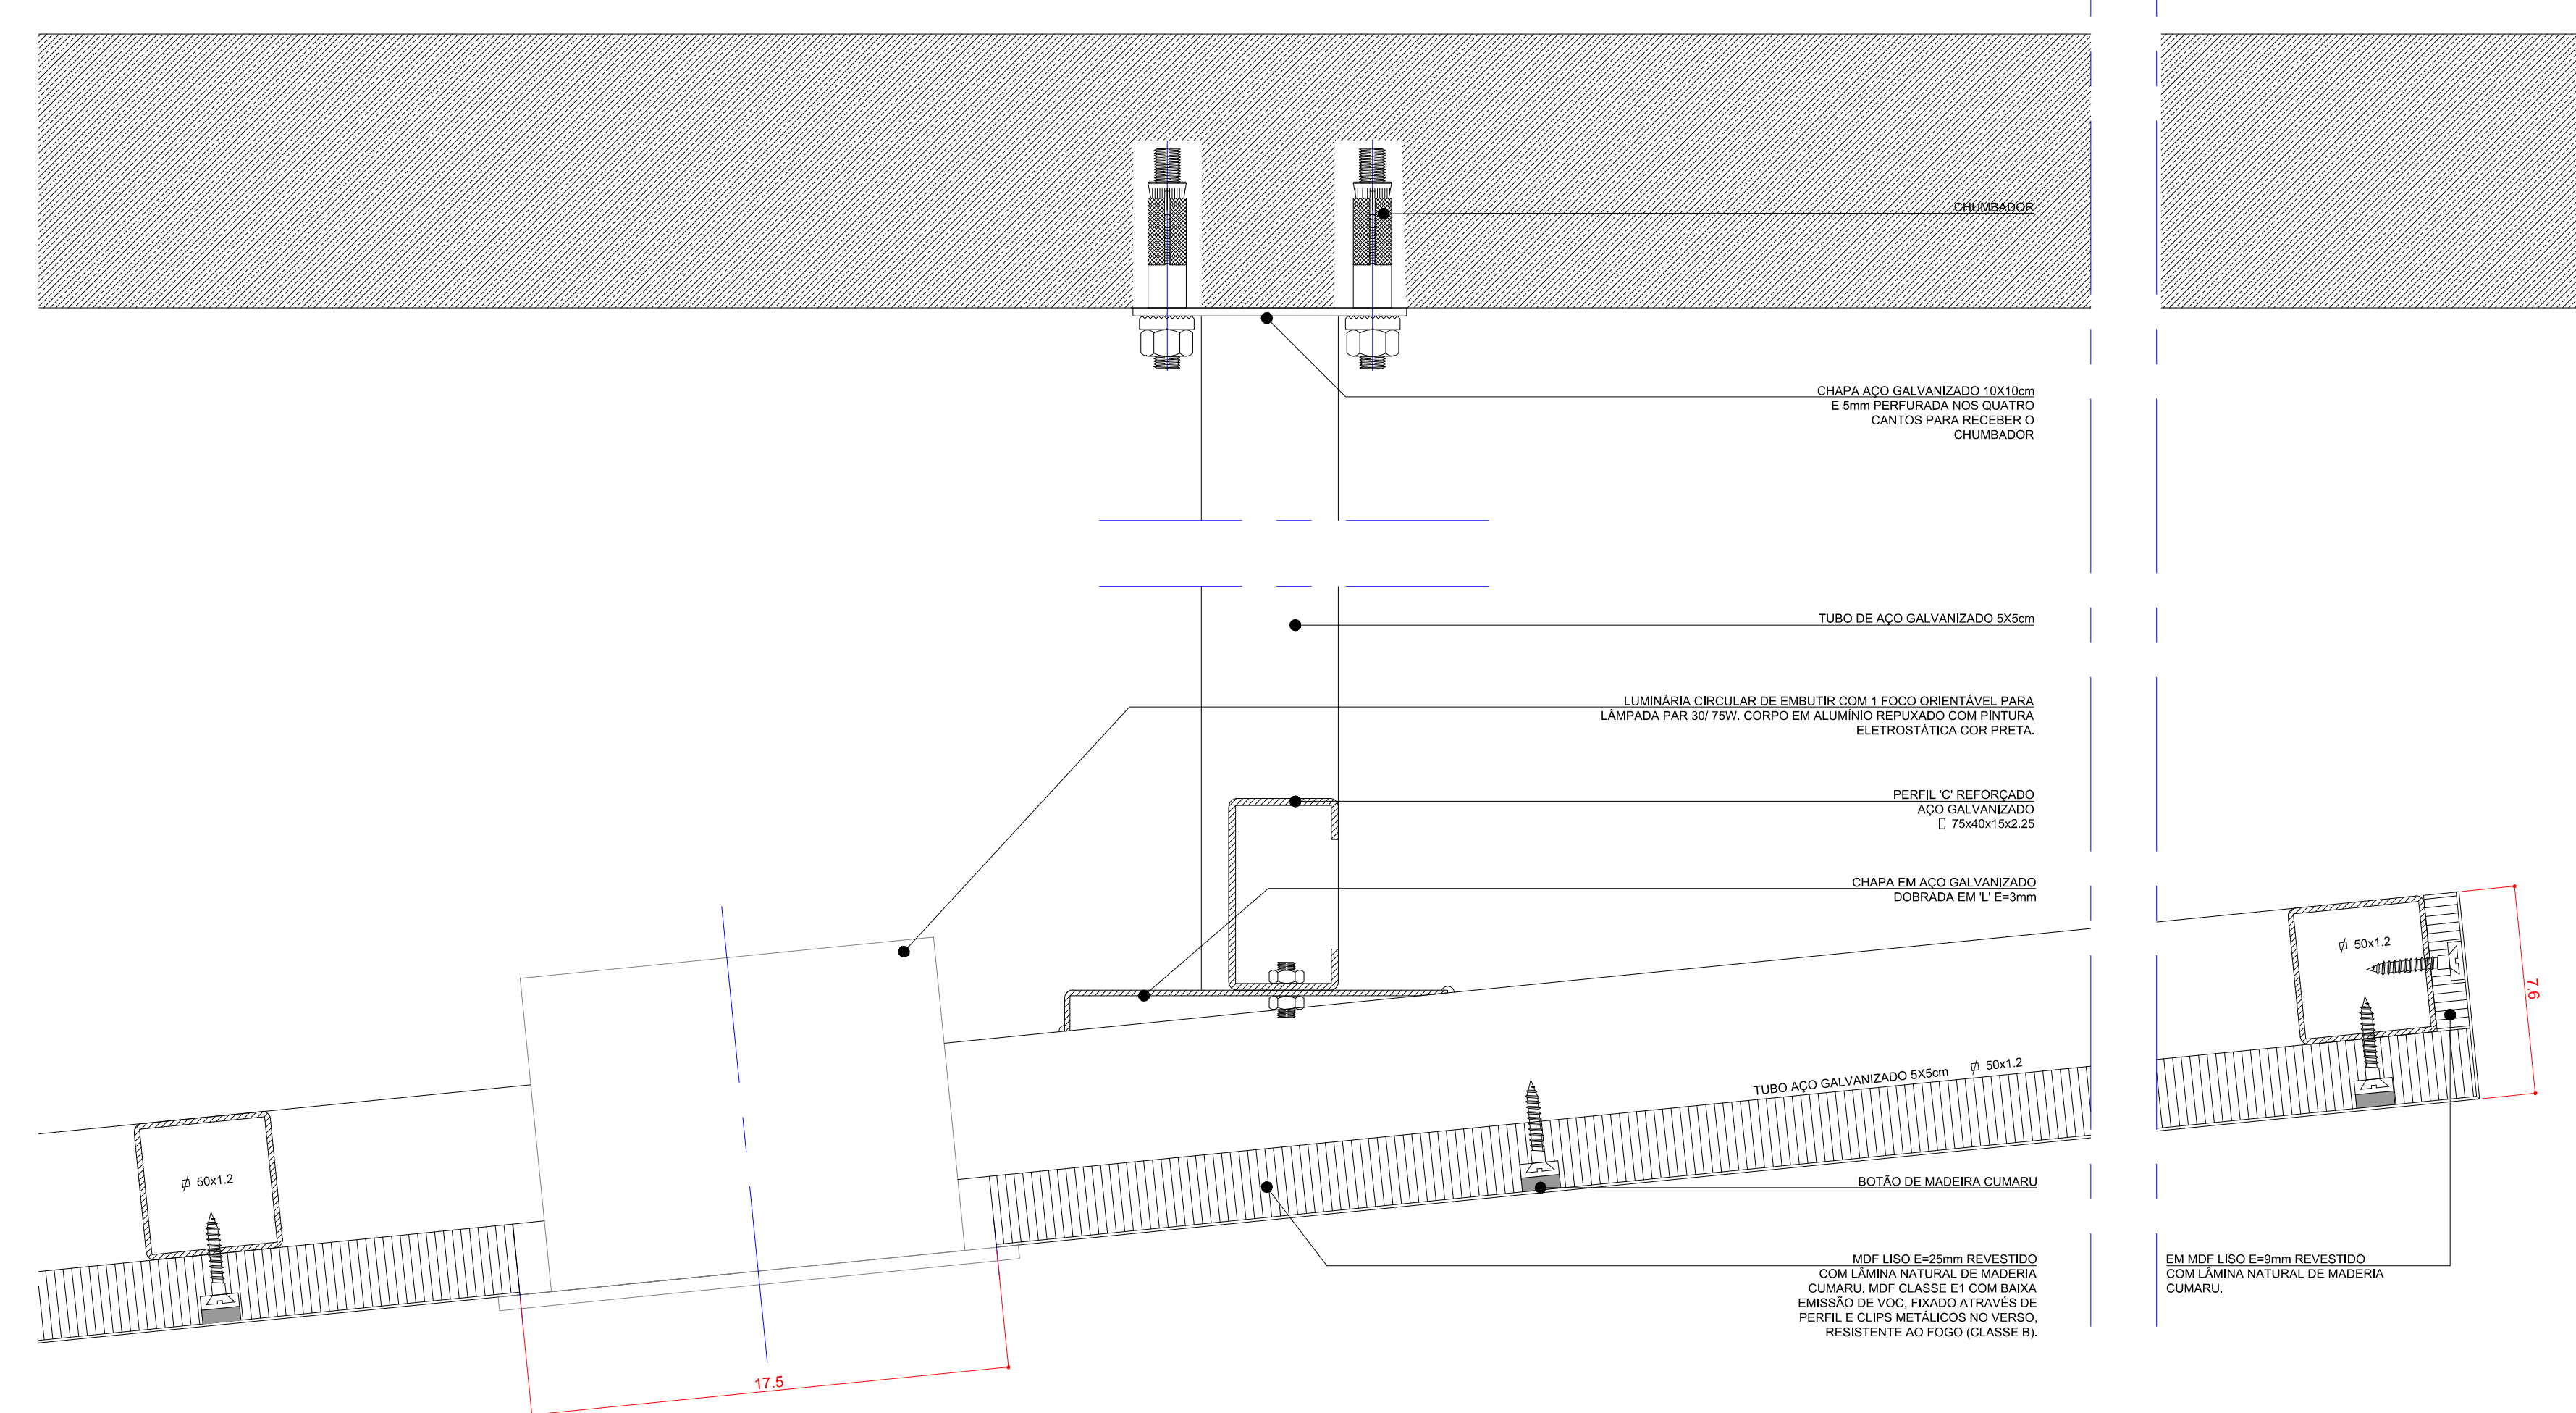 CHUMBADOR
CHAPA AÇO GALVANIZADO 10X10cm
E 5mm PERFURADA NOS QUATRO
CANTOS PARA RECEBER O
CHUMBADOR
TUBO DE AÇO GALVANIZADO 5X5cm
LUMINÁRIA CIRCULAR DE EMBUTIR COM 1 FOCO ORIENTÁVEL PARA
LÂMPADA PAR 30/ 75W. CORPO EM ALUMÍNIO REPUXADO COM PINTURA
ELETROSTÁTICA COR PRETA.
PERFIL 'C' REFORÇADO
AÇO GALVANIZADO
75x40x15x2.25
CHAPA EM AÇO GALVANIZADO
DOBRADA EM 'L' E=3mm
50x1.2
7.6
TUBO AÇO GALVANIZADO 5X5cm 50x1.2
50x1.2
BOTÃO DE MADEIRA CUMARU
MDF LISO E=25mm REVESTIDO
COM LÂMINA NATURAL DE MADERIA
CUMARU. MDF CLASSE E1 COM BAIXA
EMISSÃO DE VOC, FIXADO ATRAVÉS DE
PERFIL E CLIPS METÁLICOS NO VERSO,
RESISTENTE AO FOGO (CLASSE B).
EM MDF LISO E=9mm REVESTIDO
COM LÂMINA NATURAL DE MADERIA
CUMARU.
17.5